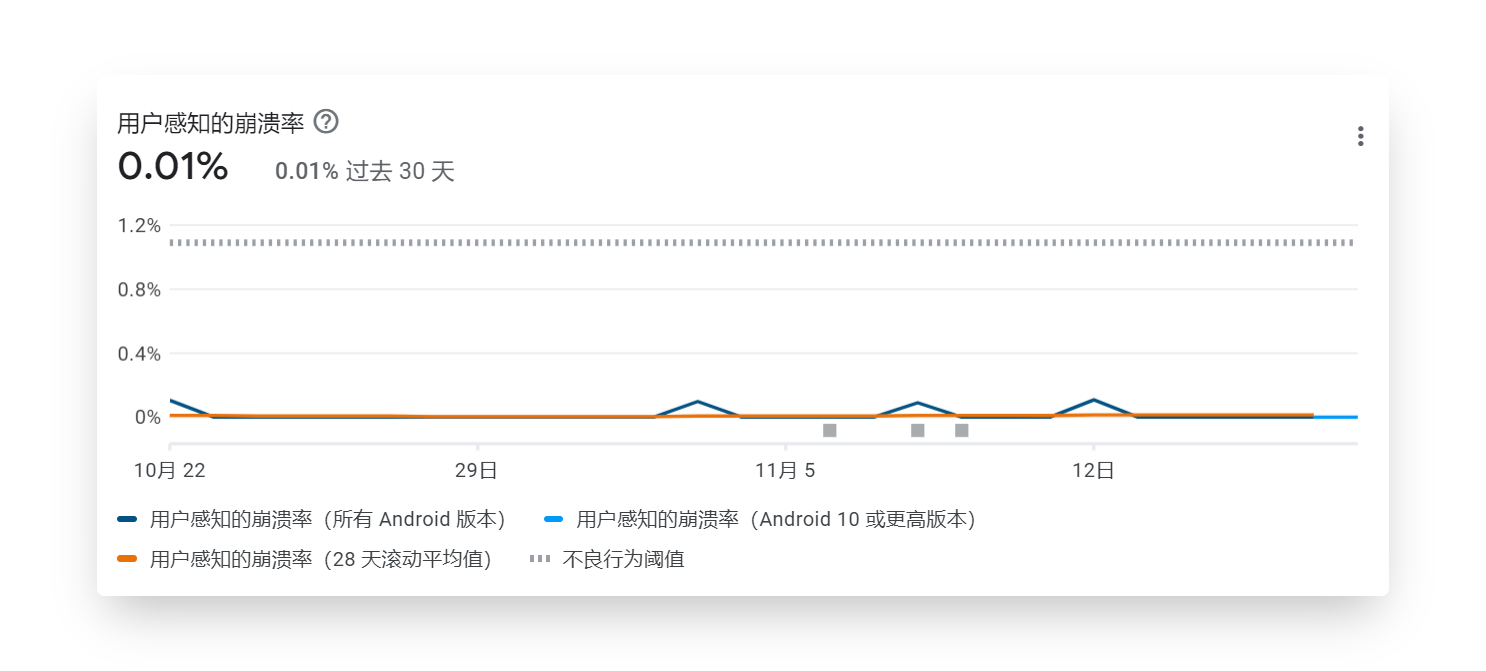 用户感知的崩溃率
0.01% 0.01% 过去 30 天
1.2%
0.8%
0.4%
0%
10月 22 29日 11月 5 12日
用户感知的崩溃率（所有 Android 版本） 用户感知的崩溃率（Android 10 或更高版本）
用户感知的崩溃率（28 天滚动平均值） 不良行为阈值